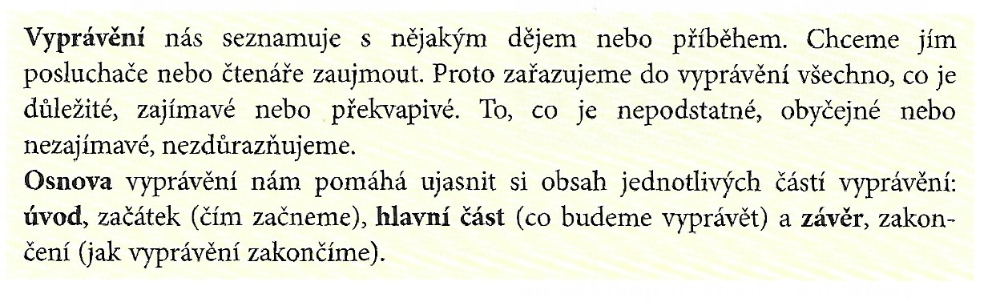 Vyprávění nás seznamuje s nějakým dějem nebo příběhem. Chceme jím
posluchače nebo čtenáře zaujmout. Proto zařazujeme do vyprávění všechno, co je
důležité, zajímavé nebo překvapivé. To, co je nepodstatné, obyčejné nebo
nezajímavé, nezdůrazňujeme.
Osnova vyprávění nám pomáhá ujasnit si obsah jednotlivých částí vyprávění:
úvod, začátek (čím začneme), hlavní část (co budeme vyprávět) a závěr, zakon-
čení (jak vyprávění zakončíme).